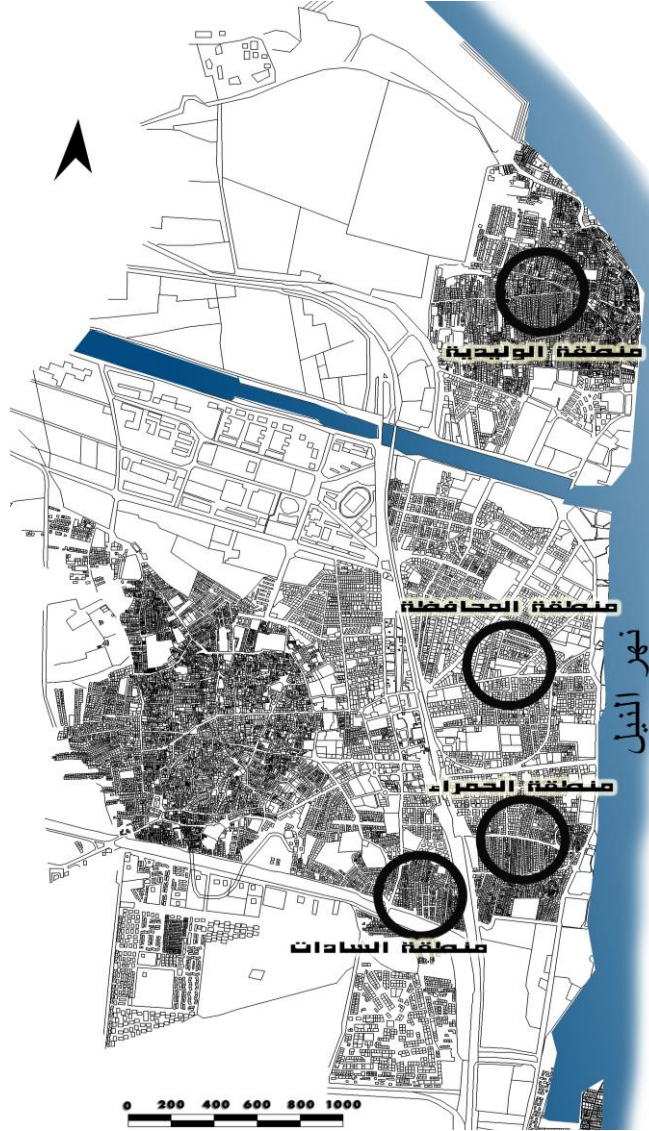 منطقة الوليدية
منطقة المحافظة
نهر النيل
منطقة الحمراء
منطقة السادات
0 200 400 600 800 1000